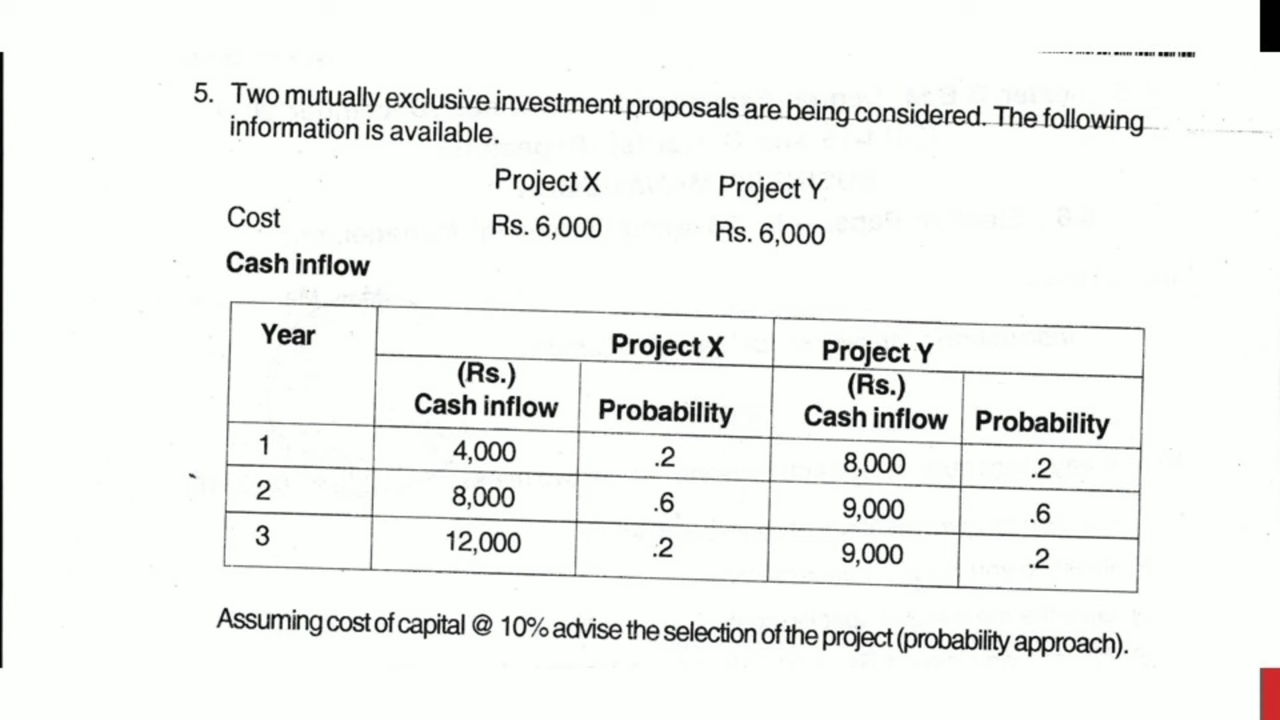 5. Two mutually exclusive investment proposals are being considered. The following
information is available.
Project X Project Y
Cost Rs. 6,000 Rs. 6,000
Cash inflow
Year Project X Project Y
(Rs.) (Rs.)
Cash inflow Probability Cash inflow Probability
1 4,000 .2 8,000 .2
2 8,000 .6 9,000 .6
3 12,000 .2 9,000 .2
Assuming cost of capital @ 10% advise the selection of the project (probability approach).